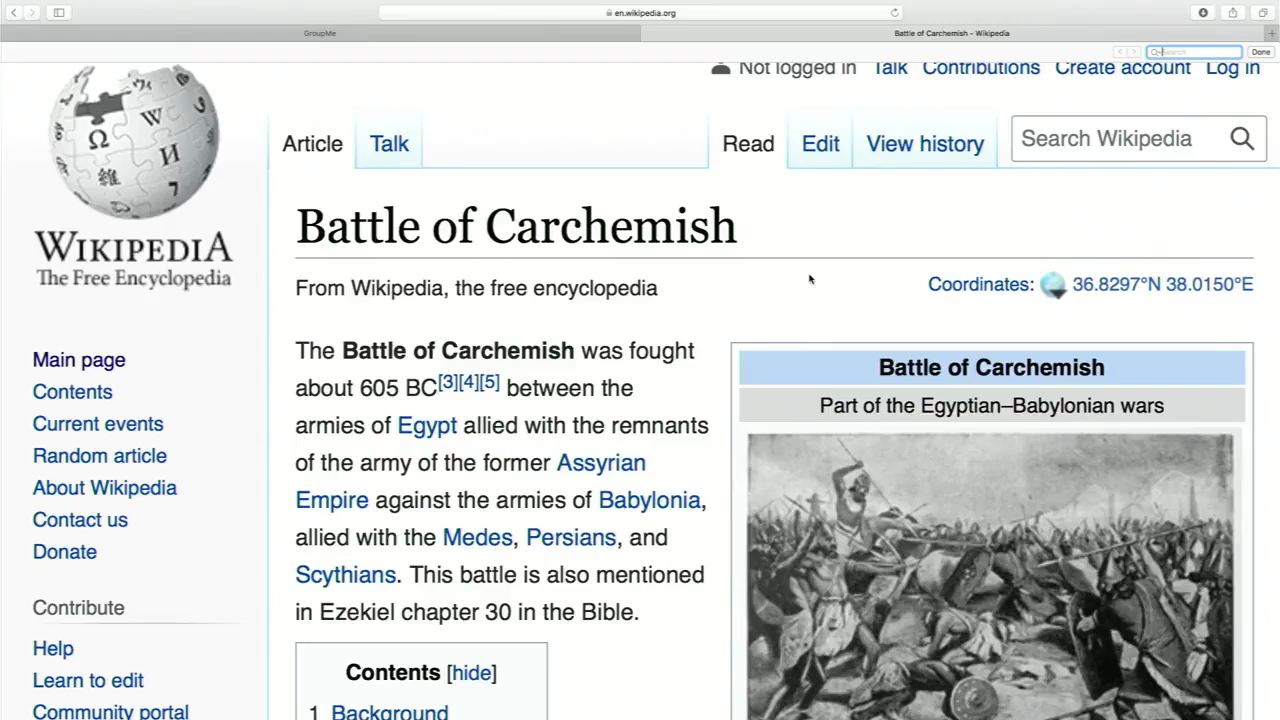 en.wikipedia.org
GroupMe
Battle of Carchemish - Wikipedia
Search
Done
Not logged in Talk Contributions Create account Log in
Article Talk Read Edit View history Search Wikipedia
WIKIPEDIA
The Free Encyclopedia
Battle of Carchemish
From Wikipedia, the free encyclopedia
Coordinates: 36.8297°N 38.0150°E
Main page
Contents
Current events
Random article
About Wikipedia
Contact us
Donate
Contribute
Help
Learn to edit
Community portal
The Battle of Carchemish was fought
about 605 BC[3][4][5] between the
armies of Egypt allied with the remnants
of the army of the former Assyrian
Empire against the armies of Babylonia,
allied with the Medes, Persians, and
Scythians. This battle is also mentioned
in Ezekiel chapter 30 in the Bible.
Contents [hide]
1 Background
Battle of Carchemish
Part of the Egyptian–Babylonian wars